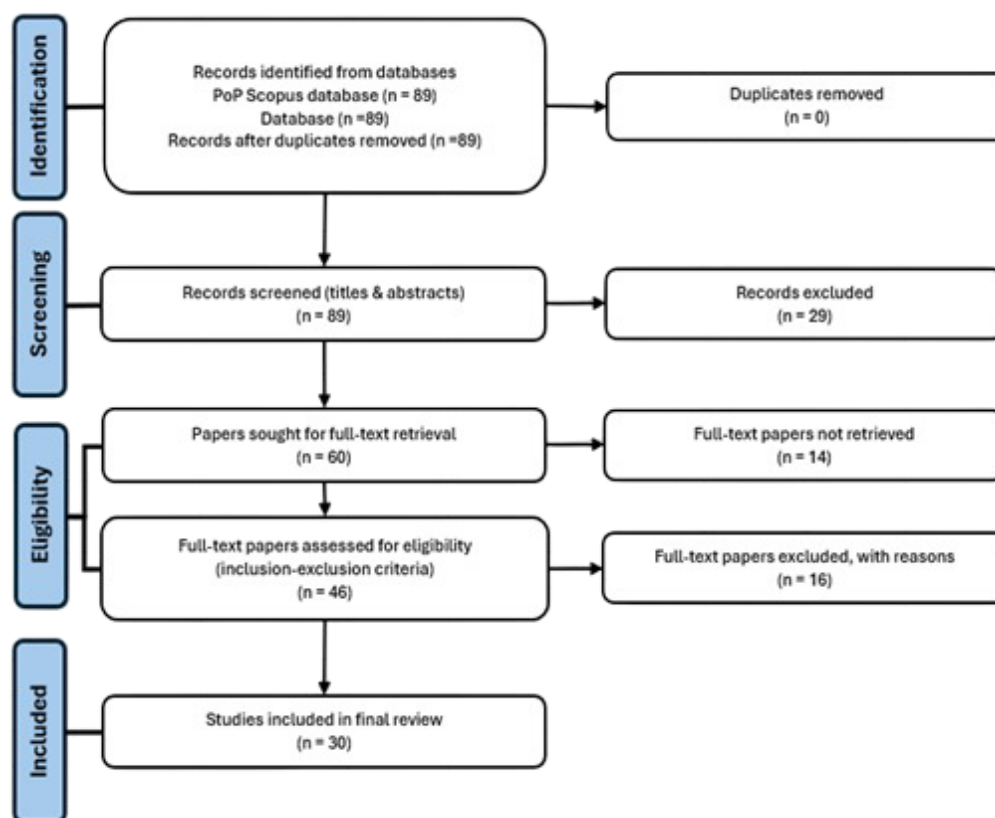 Identification
Records identified from databases
PoP Scopus database (n = 89)
Database (n =89)
Records after duplicates removed (n =89)
Duplicates removed
(n = 0)
Screening
Records screened (titles & abstracts)
n = 89)
Records excluded
(n = 29)
Eligibility
Papers sought for full-text retrieval
(n = 60)
Full-text papers not retrieved
(n = 14)
Full-text papers assessed for eligibility
(inclusion-exclusion criteria)
(n = 46)
Full-text papers excluded, with reasons
(n = 16)
Included
Studies included in final review
(n = 30)